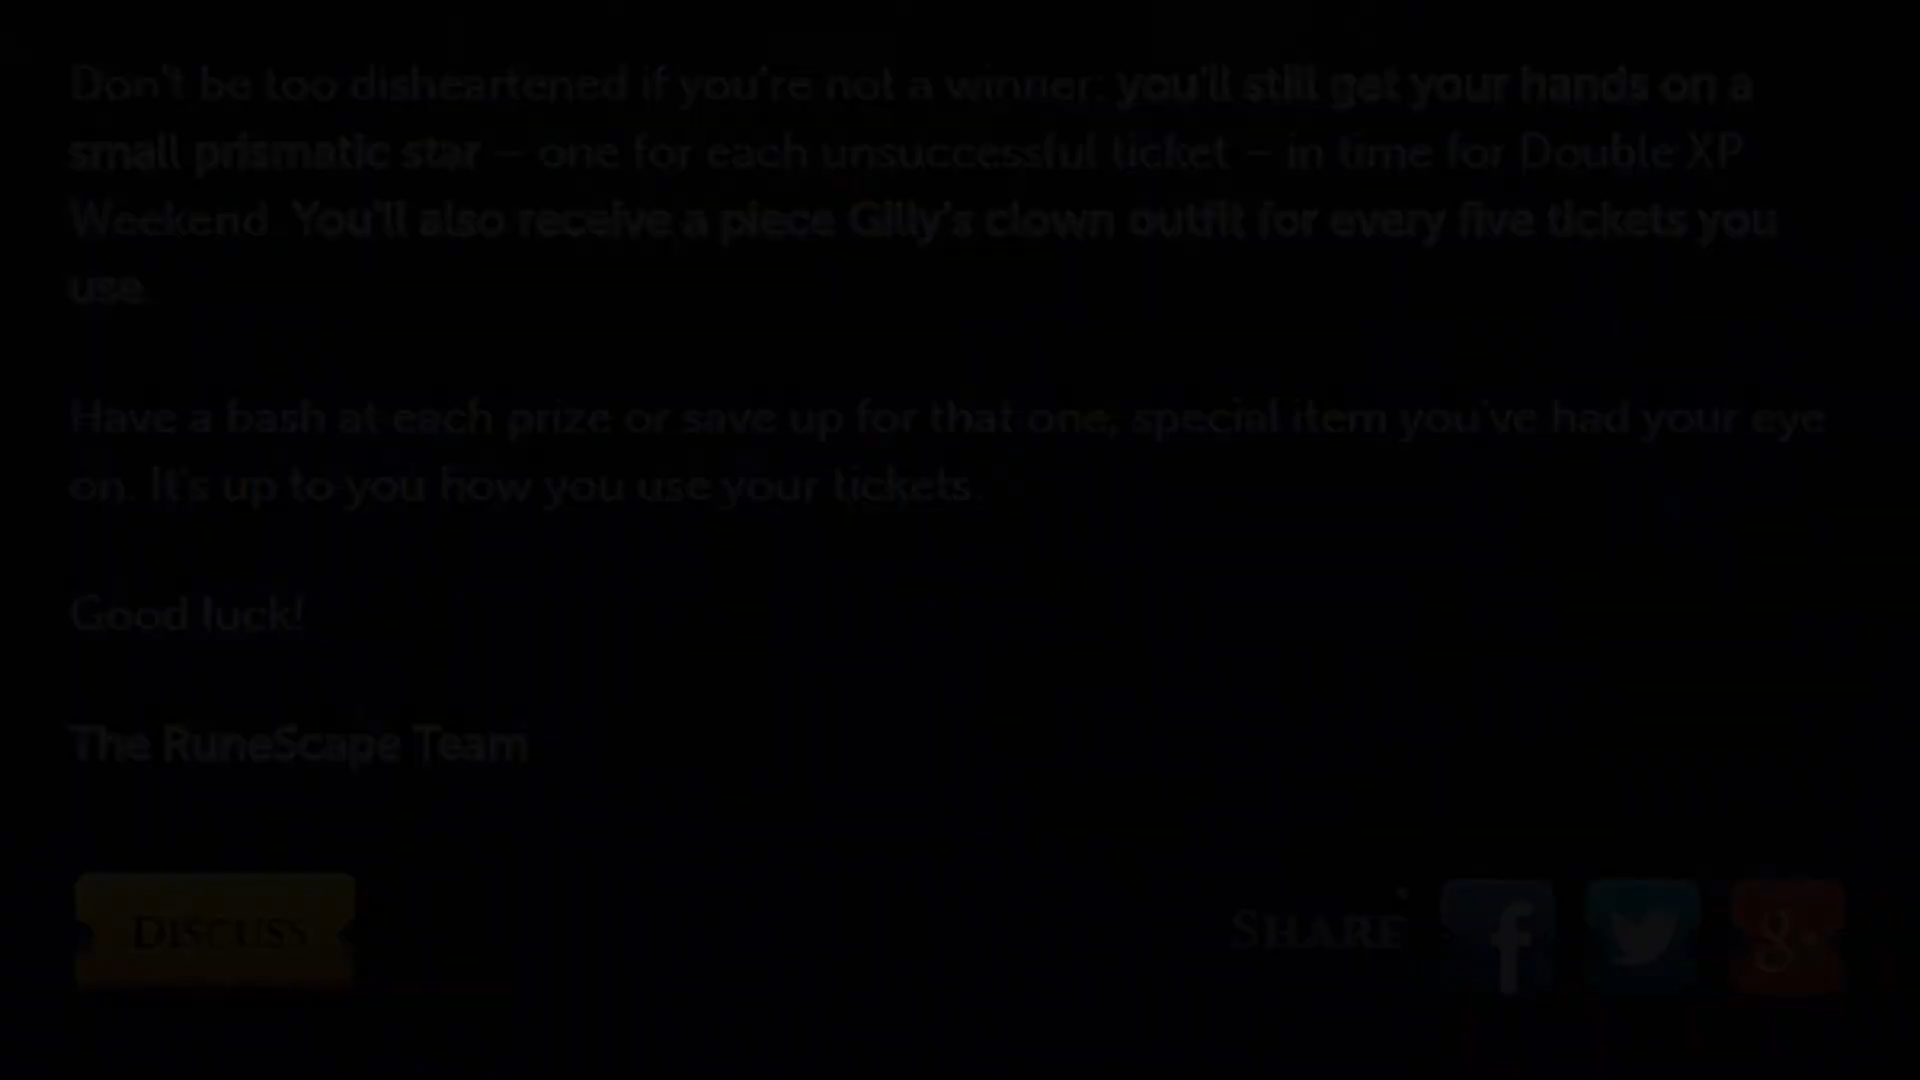 Don't be too disheartened if you're not a winner: you'll still get your hands on a
small prismatic star – one for each unsuccessful ticket – in time for Double XP
Weekend. You'll also receive a piece Gilly's clown outfit for every five tickets you
use.
Have a bash at each prize or save up for that one, special item you've had your eye
on. It's up to you how you use your tickets.
Good luck!
The RuneScape Team
DISCUSS
SHARE
f
g+